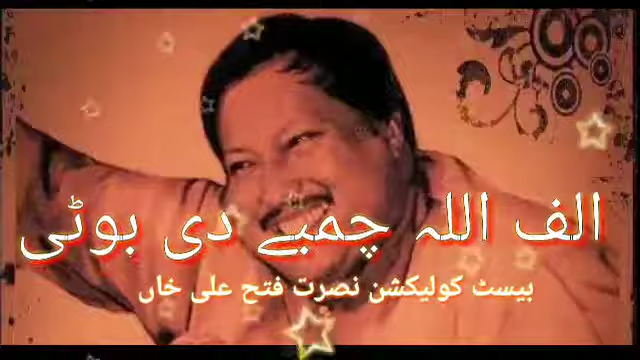 الف اللہ چمبے دی بوٹی
بیسٹ کولیکشن نصرت فتح علی خاں